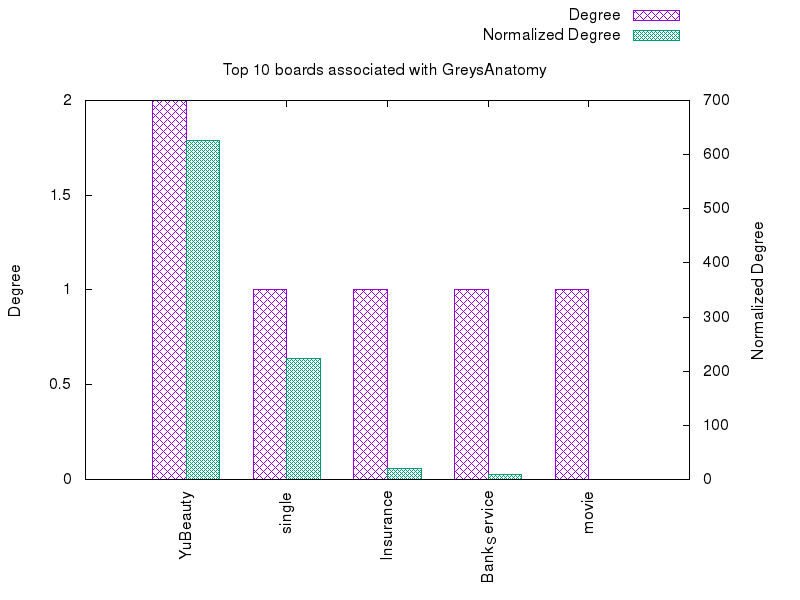 Degree
Normalized Degree
Top 10 boards associated with GreysAnatomy
2
1.5
1
0.5
0
Degree
700
600
500
400
300
200
100
0
Normalized Degree
YuBeauty
single
Insurance
BankService
movie